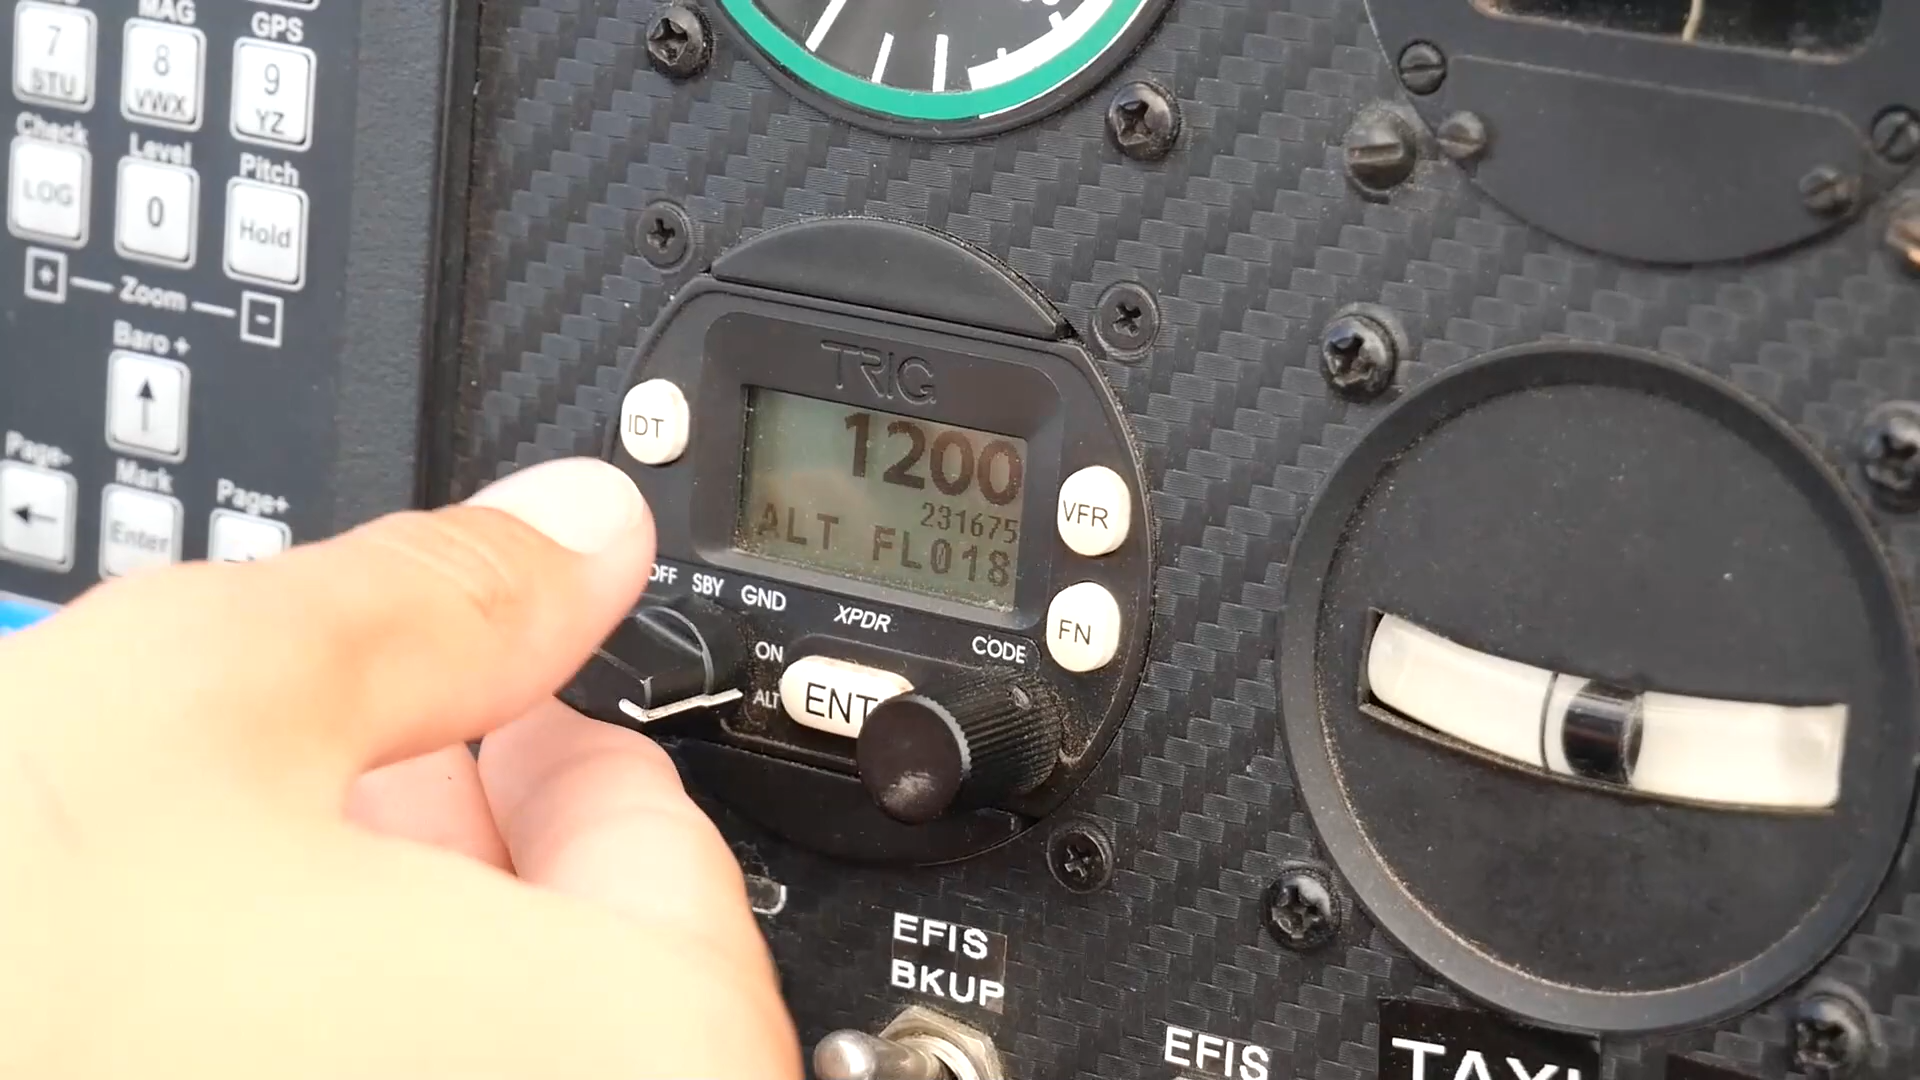 MAG
GPS
7
STU
8
VWX
9
YZ
Check
Level
Pitch
LOG
0
Hold
+
Zoom
-
Baro +
Page-
Mark
Page+
Enter
TRIG
IDT
1200
231675
ALT FL018
VFR
FN
OFF
SBY
GND
XPDR
ON
CODE
ALT
ENT
EFIS
BKUP
EFIS
TAXI